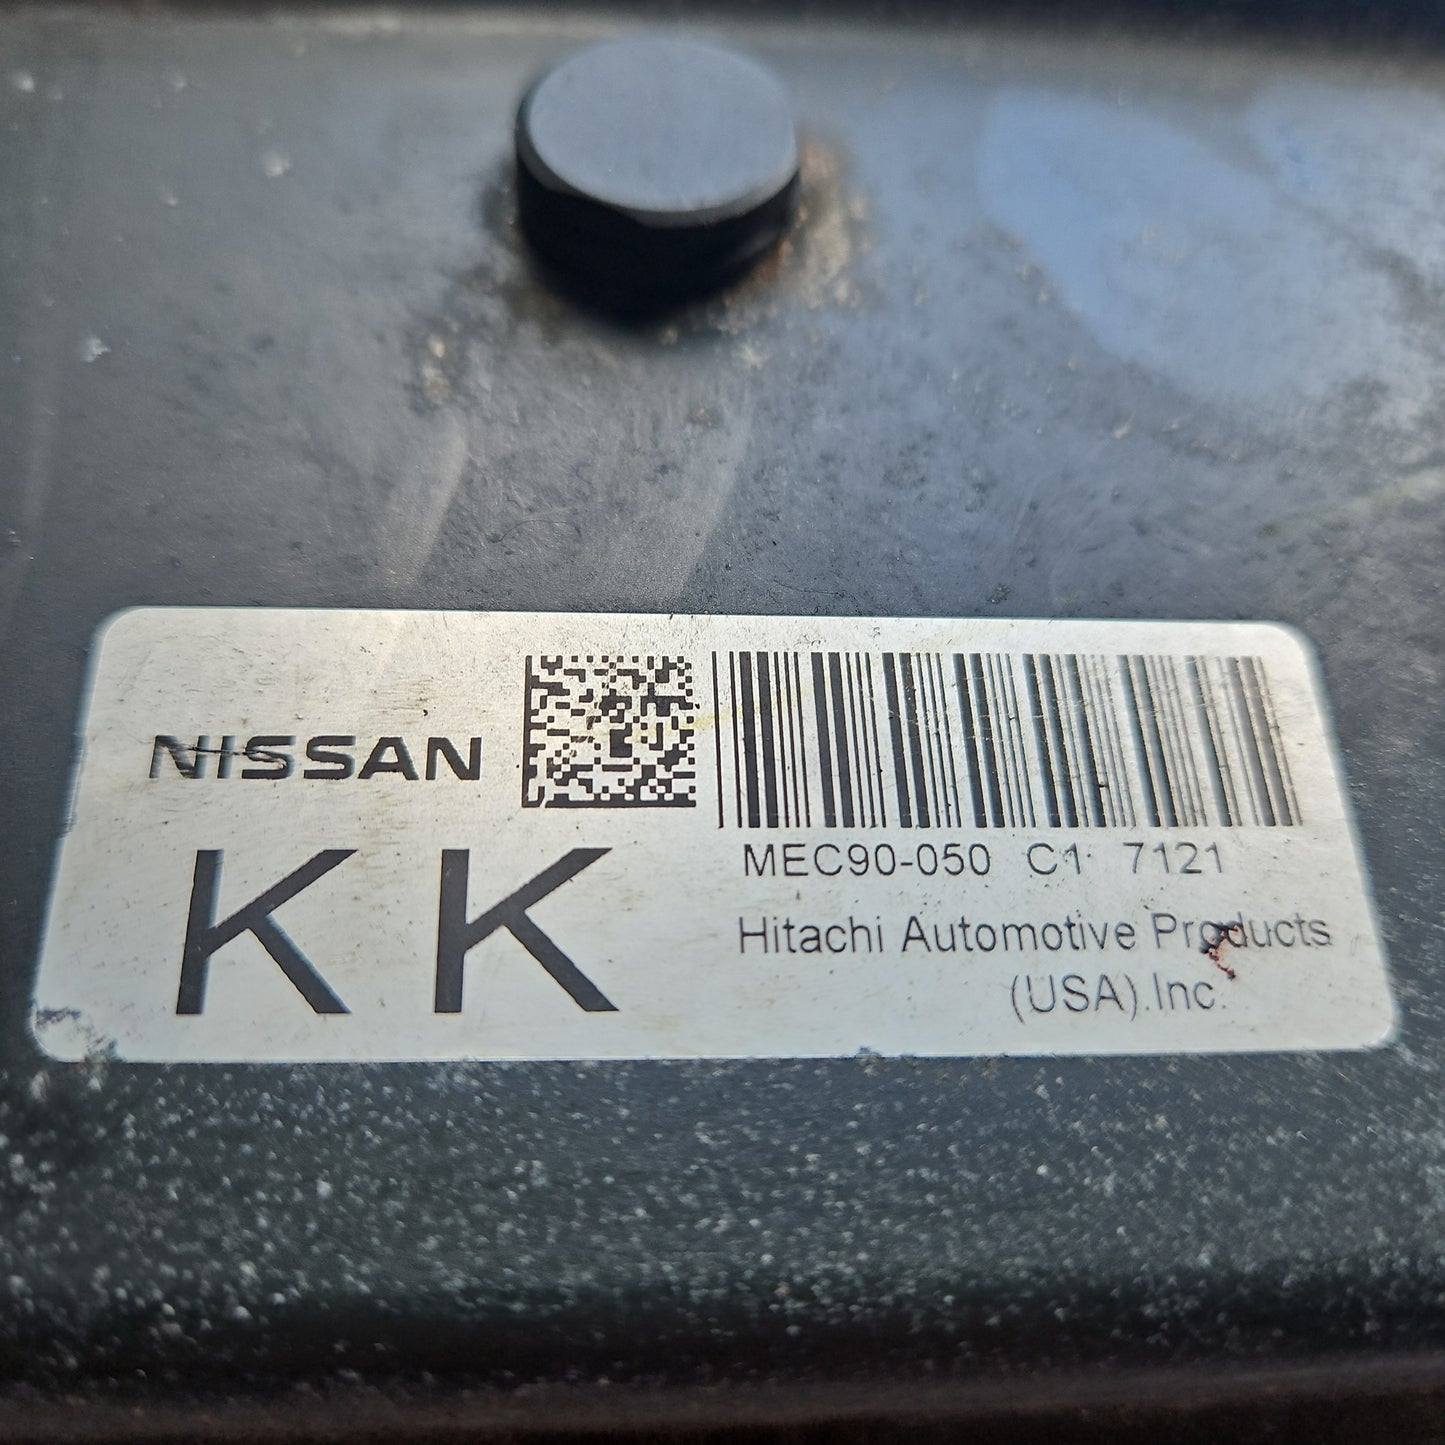 NISSAN
KK
MEC90-050 C1 7121
Hitachi Automotive Products
(USA).Inc.